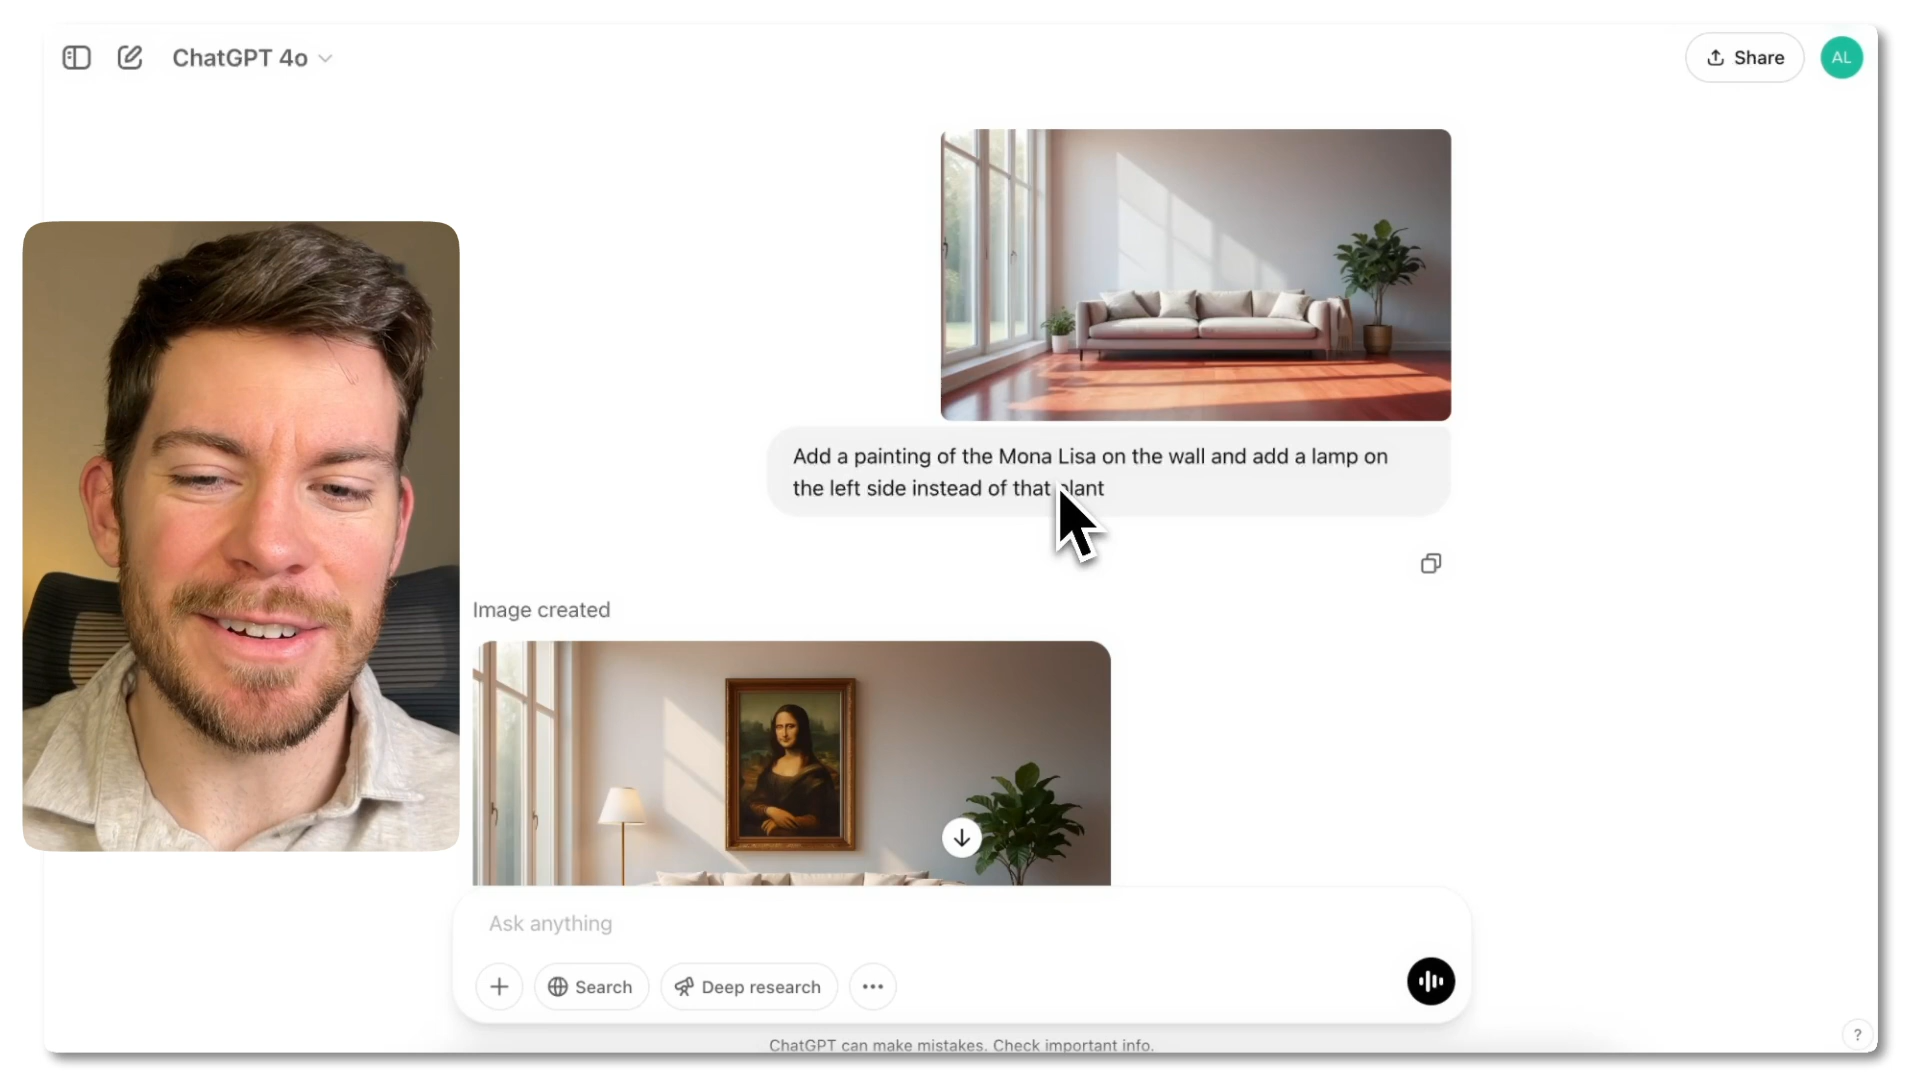 ChatGPT 4o
Share
AL
Add a painting of the Mona Lisa on the wall and add a lamp on
the left side instead of that plant
Image created
Ask anything
Search
Deep research
ChatGPT can make mistakes. Check important info.
?